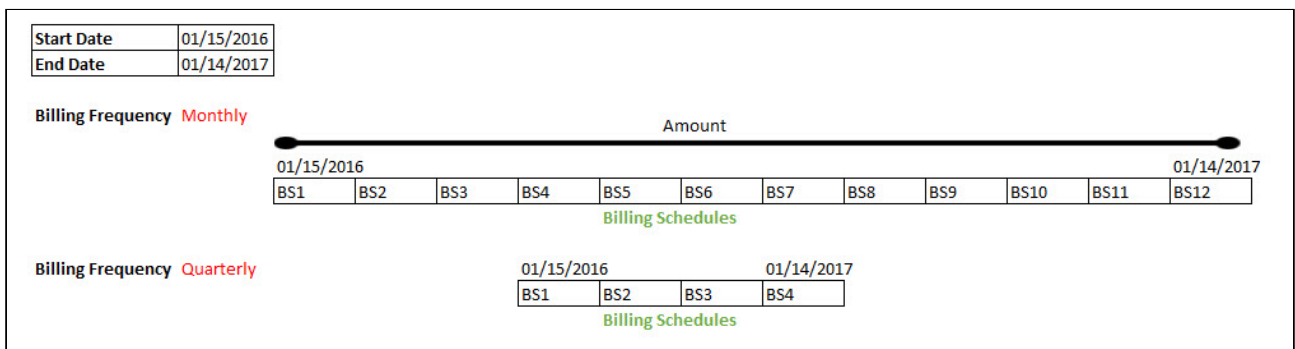 Start Date 01/15/2016
End Date 01/14/2017
Billing Frequency Monthly
Amount
01/15/2016 01/14/2017
BS1 BS2 BS3 BS4 BS5 BS6 BS7 BS8 BS9 BS10 BS11 BS12
Billing Schedules
Billing Frequency Quarterly 01/15/2016 01/14/2017
BS1 BS2 BS3 BS4
Billing Schedules